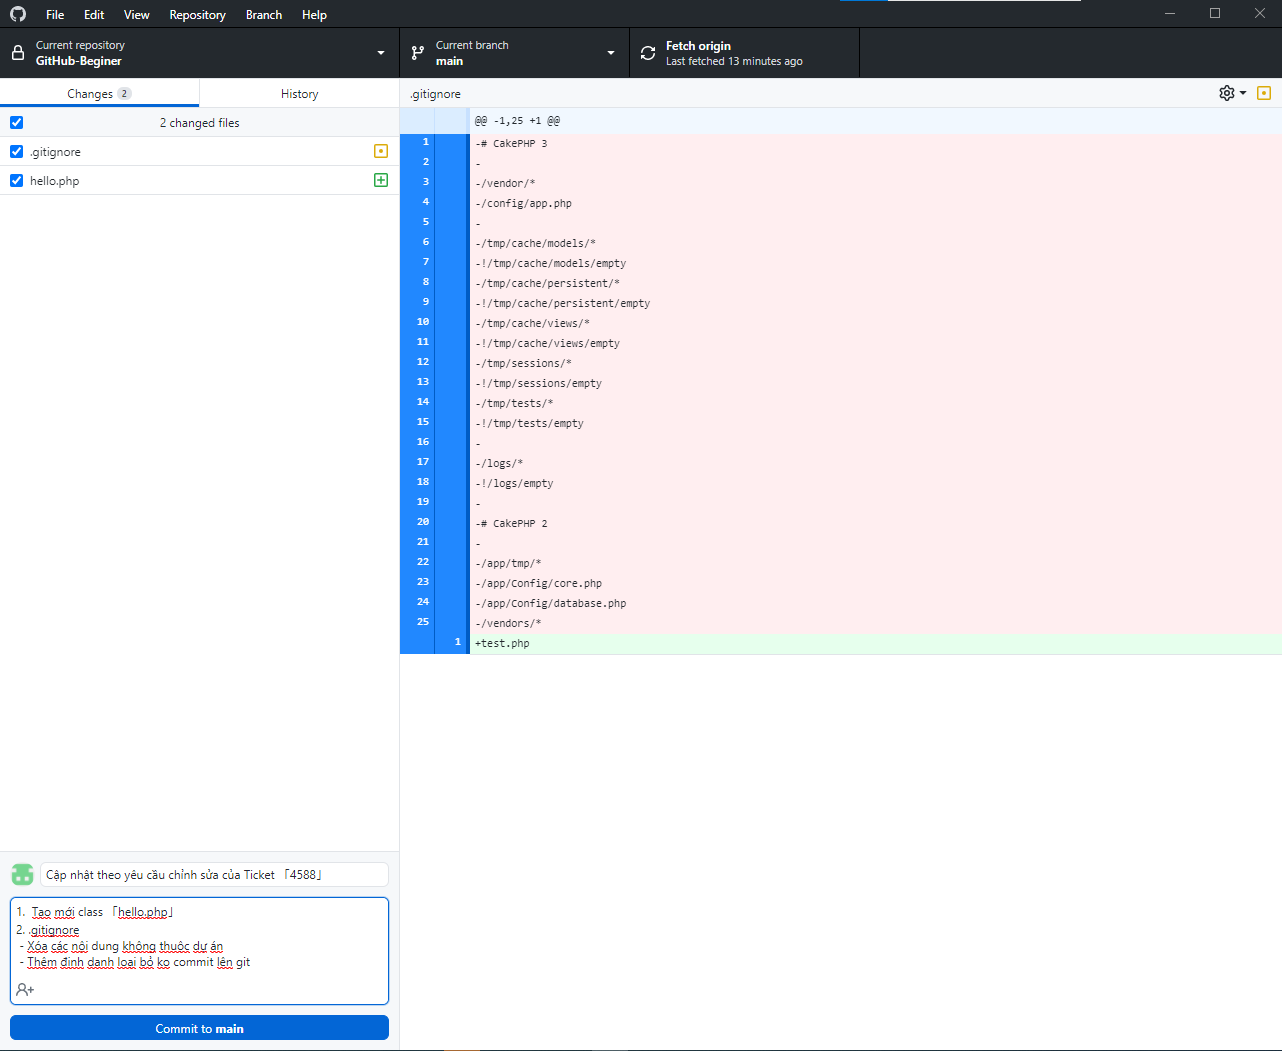 File Edit View Repository Branch Help
Current repository
GitHub-Beginer
Current branch
main
Fetch origin
Last fetched 13 minutes ago
Changes 2
History
2 changed files
.gitignore
hello.php
.gitignore
@@ -1,25 +1 @@
1 -# CakePHP 3
2 -
3 -/vendor/*
4 -/config/app.php
5 -
6 -/tmp/cache/models/*
7 -!/tmp/cache/models/empty
8 -/tmp/cache/persistent/*
9 -!/tmp/cache/persistent/empty
10 -/tmp/cache/views/*
11 -!/tmp/cache/views/empty
12 -/tmp/sessions/*
13 -!/tmp/sessions/empty
14 -/tmp/tests/*
15 -!/tmp/tests/empty
16 -
17 -/logs/*
18 -!/logs/empty
19 -
20 -# CakePHP 2
21 -
22 -/app/tmp/*
23 -/app/Config/core.php
24 -/app/Config/database.php
25 -/vendors/*
1 +test.php
Cập nhật theo yêu cầu chỉnh sửa của Ticket 「4588」
1. Tạo mới class 「hello.php」
2. .gitignore
- Xóa các nội dung không thuộc dự án
- Thêm định danh loại bỏ ko commit lên git
Commit to main